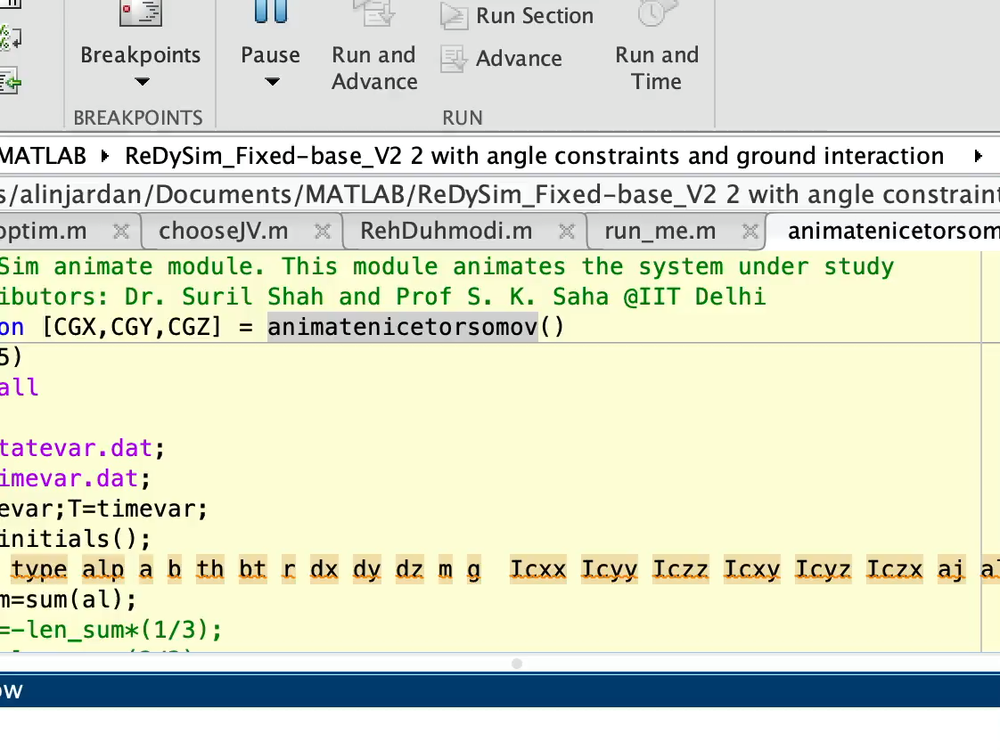 Run Section
Breakpoints
Pause
Run and
Advance
Advance
Run and
Time
BREAKPOINTS
RUN
MATLAB ▸ ReDySim_Fixed-base_V2 2 with angle constraints and ground interaction ▸
s/alinjardan/Documents/MATLAB/ReDySim_Fixed-base_V2 2 with angle constraint
optim.m
chooseJV.m
RehDuhmodi.m
run_me.m
animatenicetorsom
Sim animate module. This module animates the system under study
ibutors: Dr. Suril Shah and Prof S. K. Saha @IIT Delhi
on [CGX,CGY,CGZ] = animatenicetorsomov()
5)
all
tatevar.dat;
imevar.dat;
evar;T=timevar;
initials();
type alp a b th bt r dx dy dz m g Icxx Icyy Iczz Icxy Icyz Iczx aj al
m=sum(al);
=-len_sum*(1/3);
ow